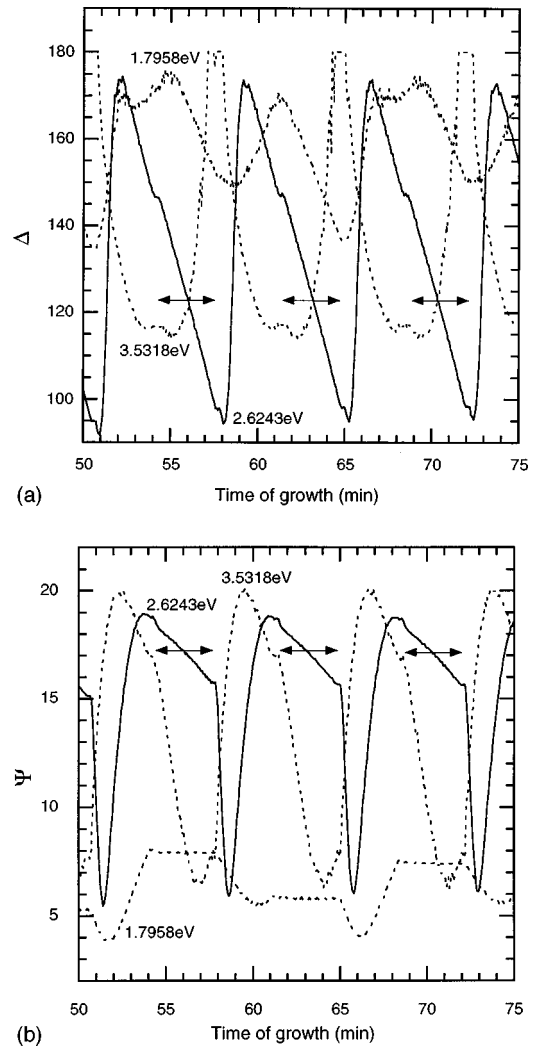 180
160
140
120
100
Δ
1.7958eV
3.5318eV
2.6243eV
50 55 60 65 70 75
(a)
Time of growth (min)
20
15
10
5
Ψ
2.6243eV
3.5318eV
1.7958eV
50 55 60 65 70 75
(b)
Time of growth (min)